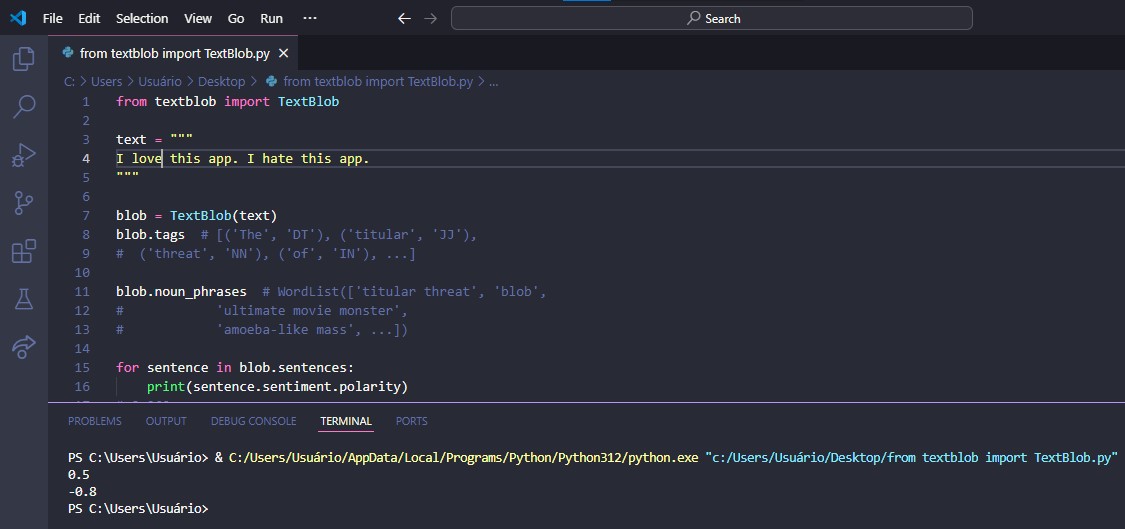 File Edit Selection View Go Run ··· ← → Search
from textblob import TextBlob.py ×
C: > Users > Usuário > Desktop > from textblob import TextBlob.py > ...
1 from textblob import TextBlob
2
3 text = """
4 I love this app. I hate this app.
5 """
6
7 blob = TextBlob(text)
8 blob.tags  # [('The', 'DT'), ('titular', 'JJ'),
9 #  ('threat', 'NN'), ('of', 'IN'), ...]
10
11 blob.noun_phrases  # WordList(['titular threat', 'blob',
12 #            'ultimate movie monster',
13 #            'amoeba-like mass', ...])
14
15 for sentence in blob.sentences:
16     print(sentence.sentiment.polarity)
PROBLEMS OUTPUT DEBUG CONSOLE TERMINAL PORTS
PS C:\Users\Usuário> & C:/Users/Usuário/AppData/Local/Programs/Python/Python312/python.exe "c:/Users/Usuário/Desktop/from textblob import TextBlob.py"
0.5
-0.8
PS C:\Users\Usuário>